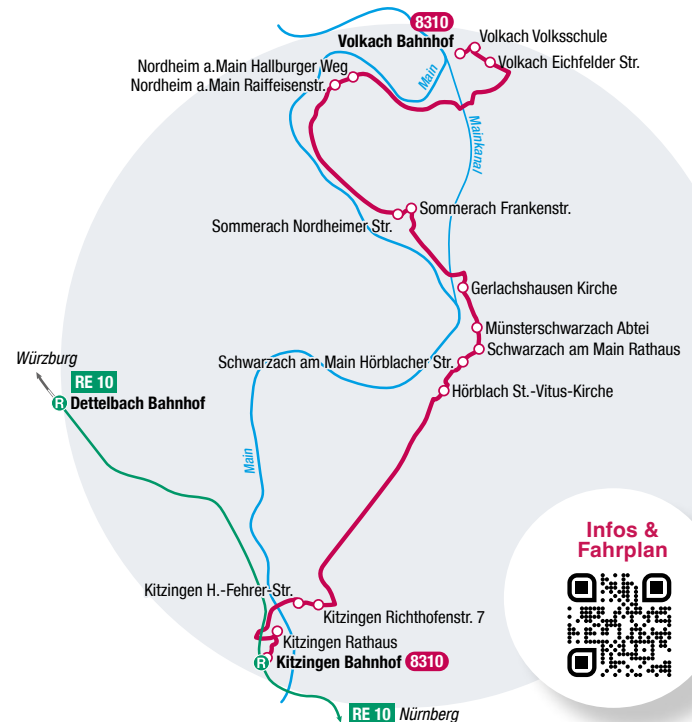 8310
Volkach Bahnhof
Volkach Volksschule
Volkach Eichfelder Str.
Nordheim a.Main Hallburger Weg
Nordheim a.Main Raiffeisenstr.
Main
Mainkanal
Sommerach Frankenstr.
Sommerach Nordheimer Str.
Gerlachshausen Kirche
Münsterschwarzach Abtei
Schwarzach am Main Rathaus
Schwarzach am Main Hörblacher Str.
Hörblach St.-Vitus-Kirche
Würzburg
RE 10
R Dettelbach Bahnhof
Main
Infos &
Fahrplan
Kitzingen H.-Fehrer-Str.
Kitzingen Richthofenstr. 7
Kitzingen Rathaus
R Kitzingen Bahnhof 8310
RE 10 Nürnberg